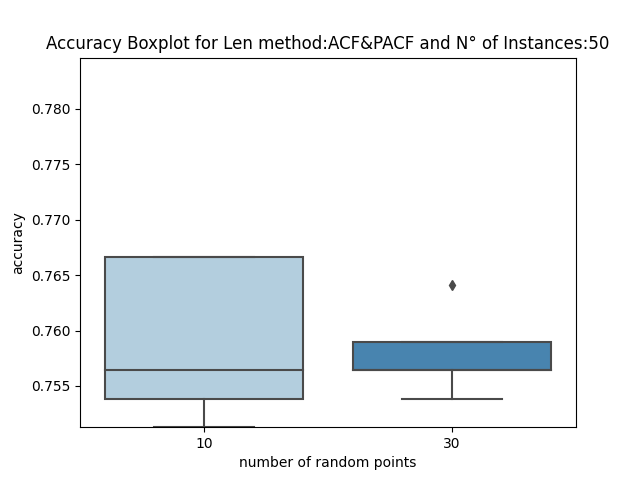 Accuracy Boxplot for Len method:ACF&PACF and N° of Instances:50
0.780
0.775
0.770
0.765
0.760
0.755
accuracy
10 30
number of random points